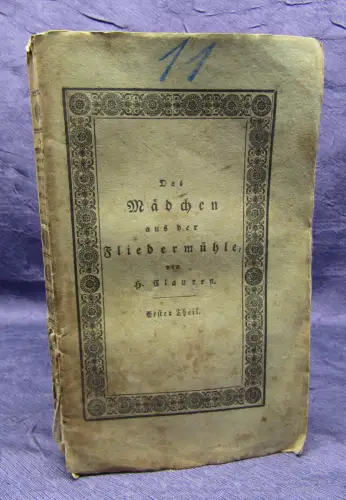 11
Das
Mädchen
aus der
Fliedermühle,
von
H. Clauren.
Erster Theil.